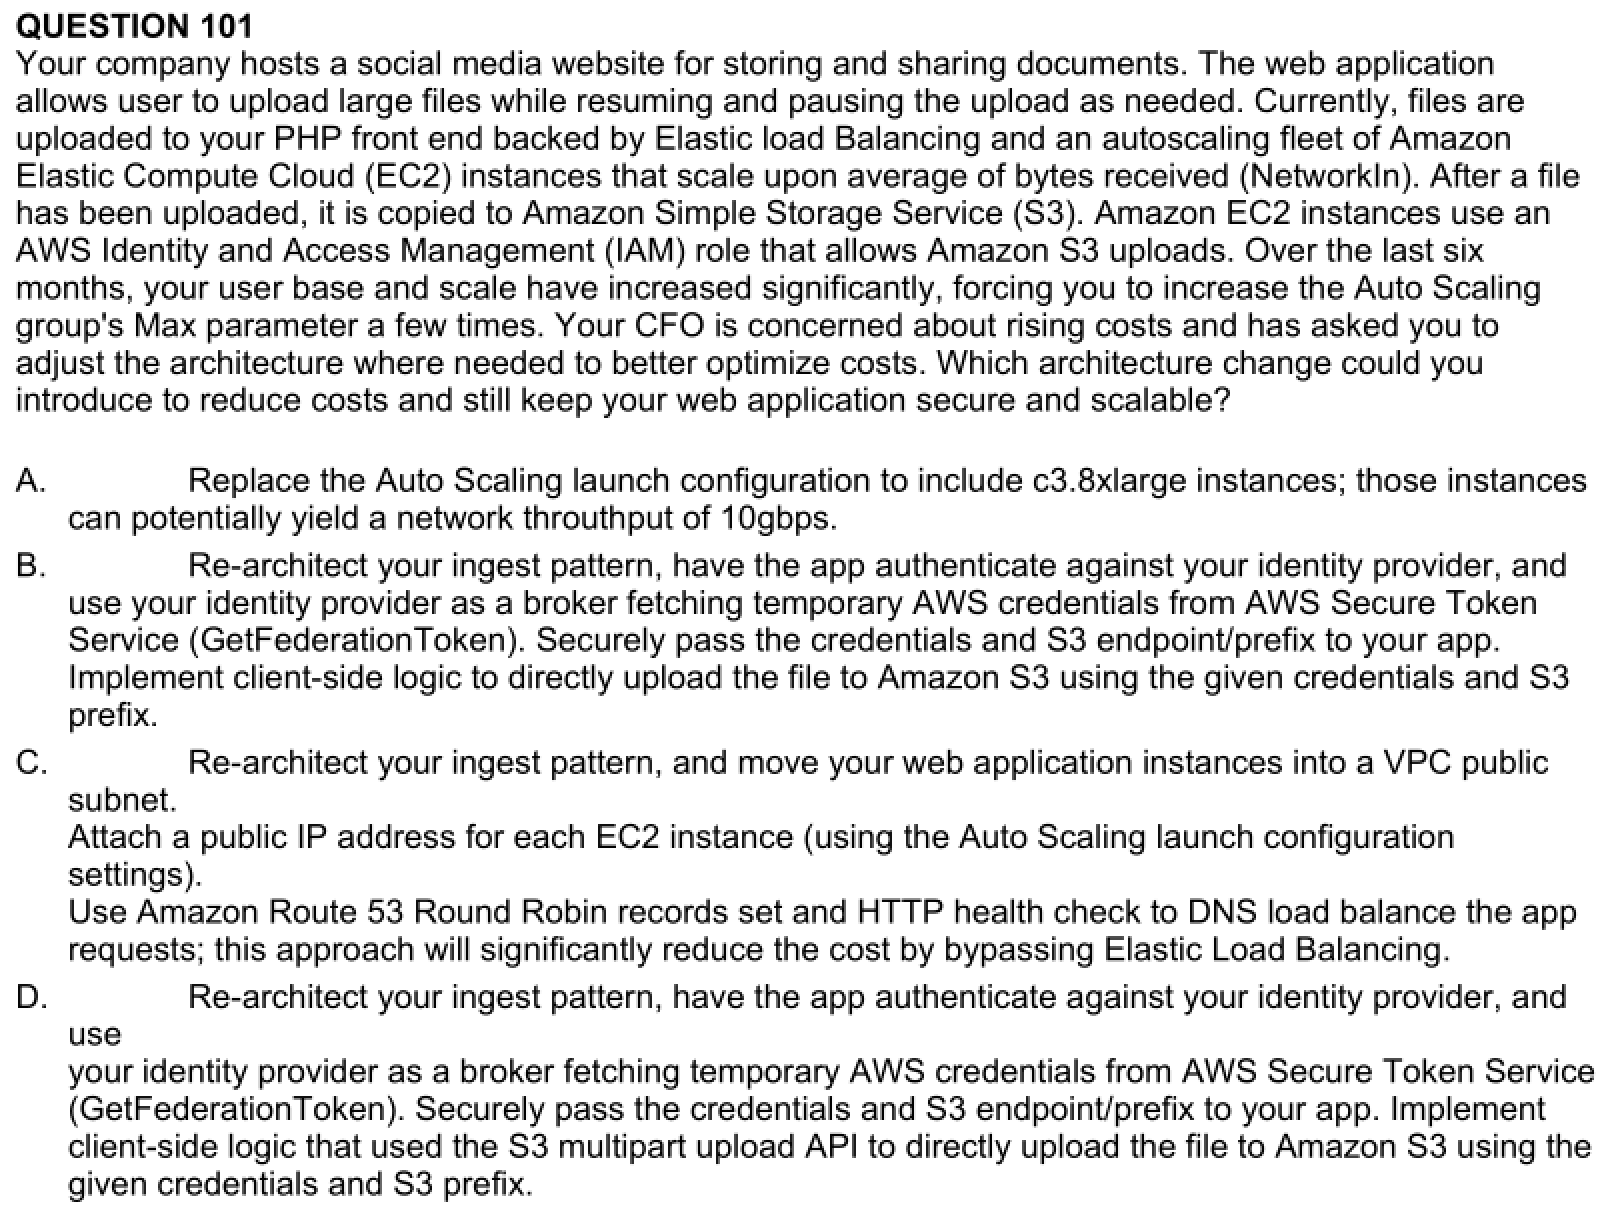 QUESTION 101
Your company hosts a social media website for storing and sharing documents. The web application
allows user to upload large files while resuming and pausing the upload as needed. Currently, files are
uploaded to your PHP front end backed by Elastic load Balancing and an autoscaling fleet of Amazon
Elastic Compute Cloud (EC2) instances that scale upon average of bytes received (NetworkIn). After a file
has been uploaded, it is copied to Amazon Simple Storage Service (S3). Amazon EC2 instances use an
AWS Identity and Access Management (IAM) role that allows Amazon S3 uploads. Over the last six
months, your user base and scale have increased significantly, forcing you to increase the Auto Scaling
group's Max parameter a few times. Your CFO is concerned about rising costs and has asked you to
adjust the architecture where needed to better optimize costs. Which architecture change could you
introduce to reduce costs and still keep your web application secure and scalable?
A. Replace the Auto Scaling launch configuration to include c3.8xlarge instances; those instances
can potentially yield a network throuthput of 10gbps.
B. Re-architect your ingest pattern, have the app authenticate against your identity provider, and
use your identity provider as a broker fetching temporary AWS credentials from AWS Secure Token
Service (GetFederationToken). Securely pass the credentials and S3 endpoint/prefix to your app.
Implement client-side logic to directly upload the file to Amazon S3 using the given credentials and S3
prefix.
C. Re-architect your ingest pattern, and move your web application instances into a VPC public
subnet.
Attach a public IP address for each EC2 instance (using the Auto Scaling launch configuration
settings).
Use Amazon Route 53 Round Robin records set and HTTP health check to DNS load balance the app
requests; this approach will significantly reduce the cost by bypassing Elastic Load Balancing.
D. Re-architect your ingest pattern, have the app authenticate against your identity provider, and
use
your identity provider as a broker fetching temporary AWS credentials from AWS Secure Token Service
(GetFederationToken). Securely pass the credentials and S3 endpoint/prefix to your app. Implement
client-side logic that used the S3 multipart upload API to directly upload the file to Amazon S3 using the
given credentials and S3 prefix.